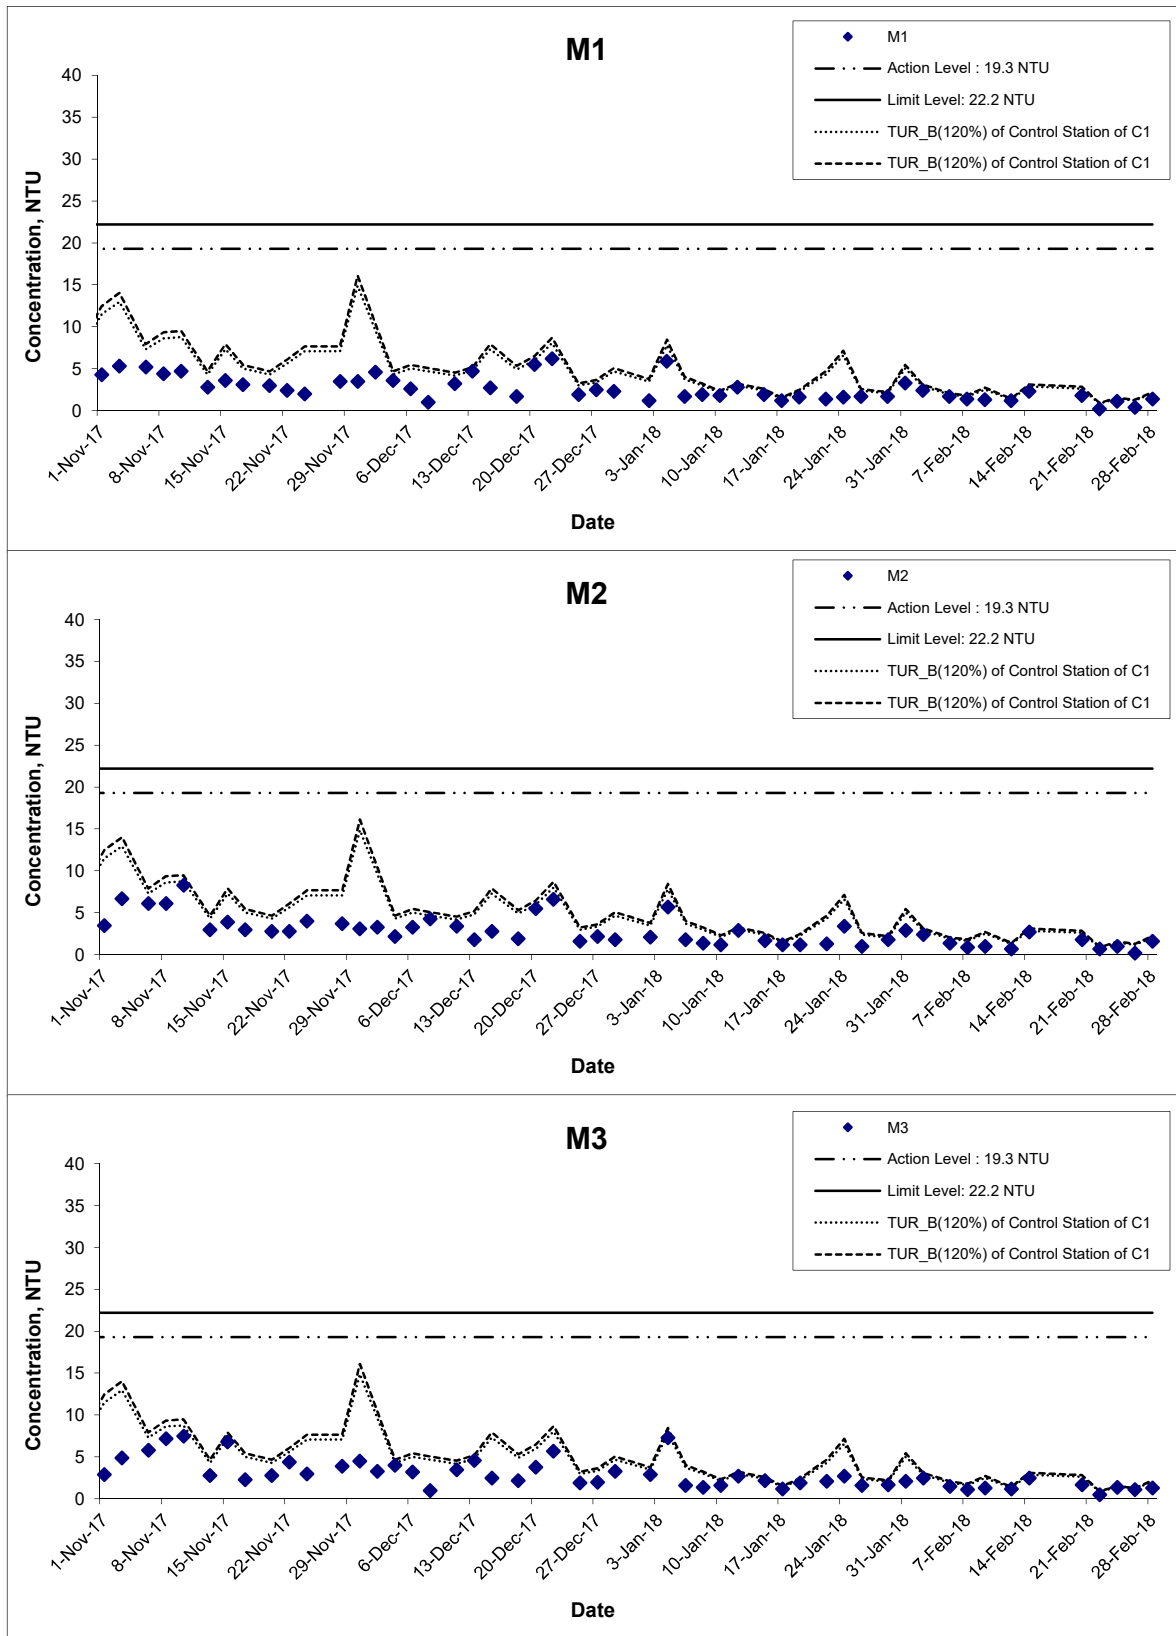 M1
M1
Action Level : 19.3 NTU
Limit Level: 22.2 NTU
TUR_B(120%) of Control Station of C1
TUR_B(120%) of Control Station of C1
Concentration, NTU
40
35
30
25
20
15
10
5
0
1-Nov-17
8-Nov-17
15-Nov-17
22-Nov-17
29-Nov-17
6-Dec-17
13-Dec-17
20-Dec-17
27-Dec-17
3-Jan-18
10-Jan-18
17-Jan-18
24-Jan-18
31-Jan-18
7-Feb-18
14-Feb-18
21-Feb-18
28-Feb-18
Date
M2
M2
Action Level : 19.3 NTU
Limit Level: 22.2 NTU
TUR_B(120%) of Control Station of C1
TUR_B(120%) of Control Station of C1
Concentration, NTU
40
35
30
25
20
15
10
5
0
1-Nov-17
8-Nov-17
15-Nov-17
22-Nov-17
29-Nov-17
6-Dec-17
13-Dec-17
20-Dec-17
27-Dec-17
3-Jan-18
10-Jan-18
17-Jan-18
24-Jan-18
31-Jan-18
7-Feb-18
14-Feb-18
21-Feb-18
28-Feb-18
Date
M3
M3
Action Level : 19.3 NTU
Limit Level: 22.2 NTU
TUR_B(120%) of Control Station of C1
TUR_B(120%) of Control Station of C1
Concentration, NTU
40
35
30
25
20
15
10
5
0
1-Nov-17
8-Nov-17
15-Nov-17
22-Nov-17
29-Nov-17
6-Dec-17
13-Dec-17
20-Dec-17
27-Dec-17
3-Jan-18
10-Jan-18
17-Jan-18
24-Jan-18
31-Jan-18
7-Feb-18
14-Feb-18
21-Feb-18
28-Feb-18
Date